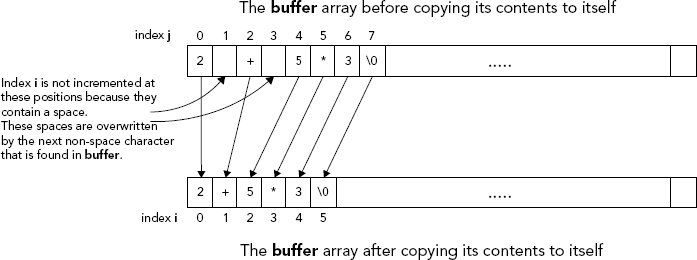 The buffer array before copying its contents to itself
index j 0 1 2 3 4 5 6 7
2 + 5 * 3 \0 .....
Index i is not incremented at
these positions because they
contain a space.
These spaces are overwritten
by the next non-space character
that is found in buffer.
2 + 5 * 3 \0 .....
index i 0 1 2 3 4 5
The buffer array after copying its contents to itself